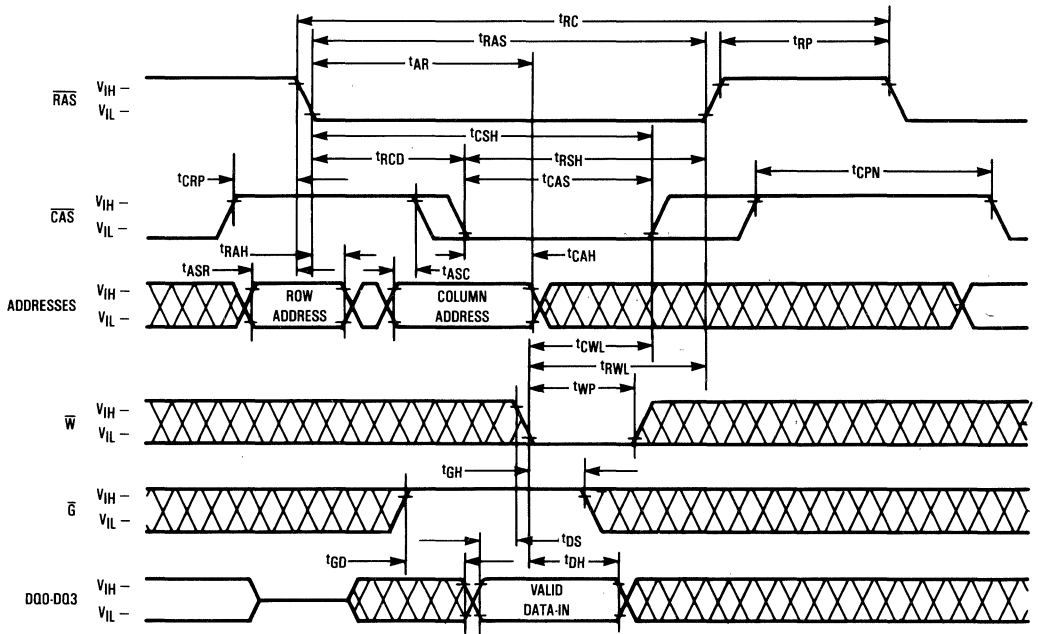 tRC
tRAS
tRP
tAR
RAS
VIH
VIL
tCSH
tRCD
tRSH
tCRP
tCAS
tCPN
CAS
VIH
VIL
tRAH
tCAH
tASR
tASC
ADDRESSES
VIH
VIL
ROW
ADDRESS
COLUMN
ADDRESS
tCWL
tRWL
tWP
W
VIH
VIL
tGH
G
VIH
VIL
tDS
tGD
tDH
DQ0-DQ3
VIH
VIL
VALID
DATA-IN